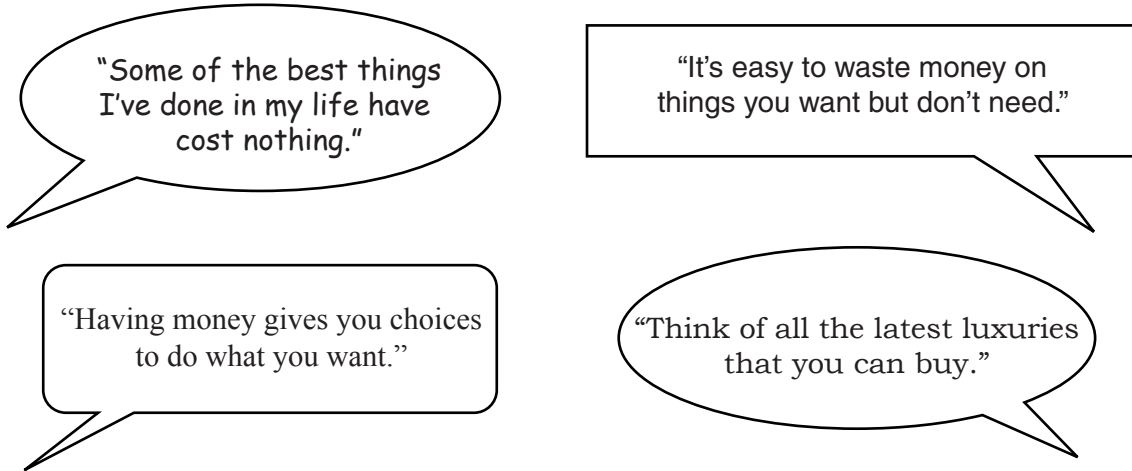 "Some of the best things
I've done in my life have
cost nothing."
"It's easy to waste money on
things you want but don't need."
"Having money gives you choices
to do what you want."
"Think of all the latest luxuries
that you can buy."